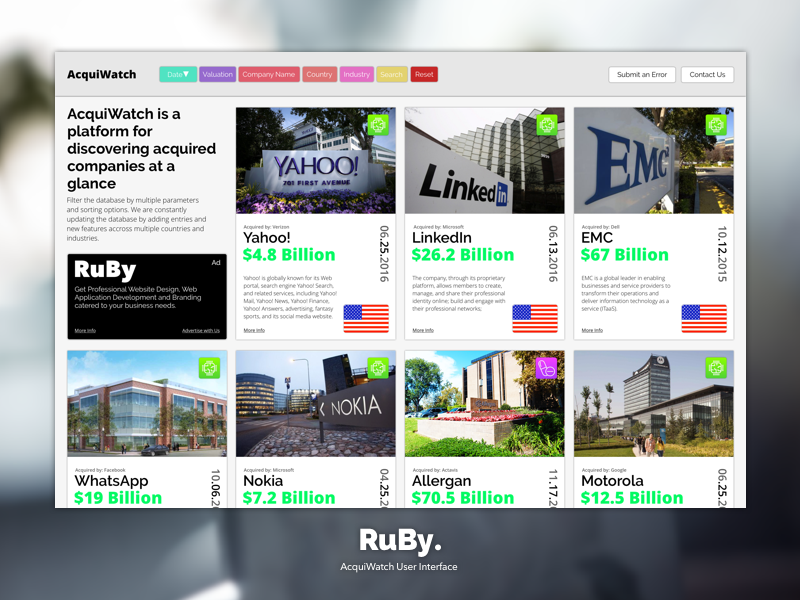 AcquiWatch
Date▼ Valuation Company Name Country Industry Search Reset
Submit an Error Contact Us
AcquiWatch is a
platform for
discovering acquired
companies at a
glance
Filter the database by multiple parameters
and sorting options. We are constantly
updating the database by adding entries and
new features accross multiple countries and
industries.
RuBy
Ad
Get Professional Website Design, Web
Application Development and Branding
catered to your business needs.
More Info Advertise with Us
YAHOO!
701 FIRST AVENUE
Acquired by: Verizon
Yahoo!
$4.8 Billion
06.25.2016
Yahoo! is globally known for its Web
portal, search engine Yahoo! Search,
and related services, including Yahoo!
Mail, Yahoo! News, Yahoo! Finance,
Yahoo! Answers, advertising, fantasy
sports, and its social media website.
More Info
Linked in
Acquired by: Microsoft
LinkedIn
$26.2 Billion
06.13.2016
The company, through its proprietary
platform, allows members to create,
manage, and share their professional
identity online; build and engage with
their professional networks.
More Info
EMC
Acquired by: Dell
EMC
$67 Billion
10.12.2015
EMC is a global leader in enabling
businesses and service providers to
transform their operations and
deliver information technology as a
service (ITaaS).
More Info
Acquired by: Facebook
WhatsApp
$19 Billion
10.06.2
NOKIA
Acquired by: Microsoft
Nokia
$7.2 Billion
04.25.20
Acquired by: Actavis
Allergan
$70.5 Billion
11.17.2
Acquired by: Google
Motorola
$12.5 Billion
06.25.20
RuBy.
AcquiWatch User Interface